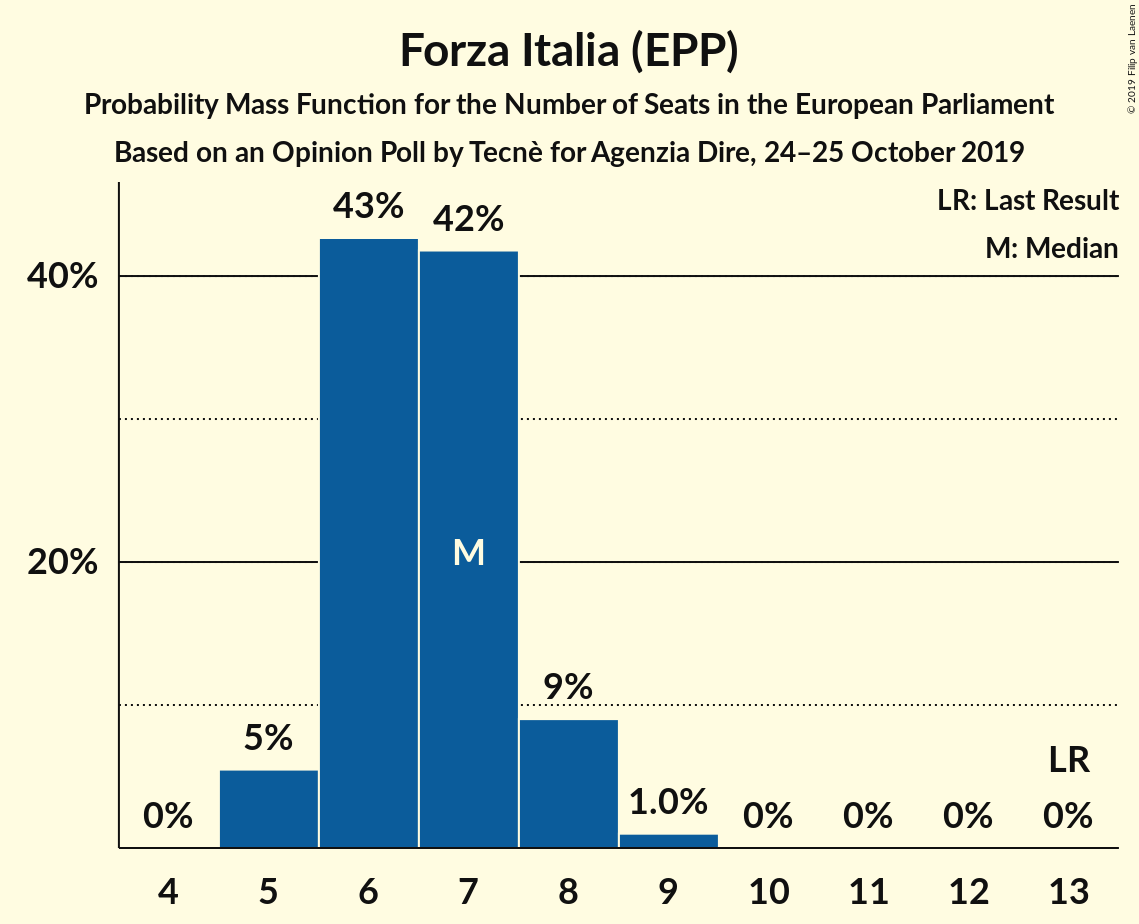 Forza Italia (EPP)
Probability Mass Function for the Number of Seats in the European Parliament
Based on an Opinion Poll by Tecnè for Agenzia Dire, 24–25 October 2019
© 2019 Filip van Laenen
LR: Last Result
M: Median
43%
42%
40%
M
20%
9%
5%
LR
1.0%
0%
0%
0%
0%
0%
4
5
6
7
8
9
10
11
12
13